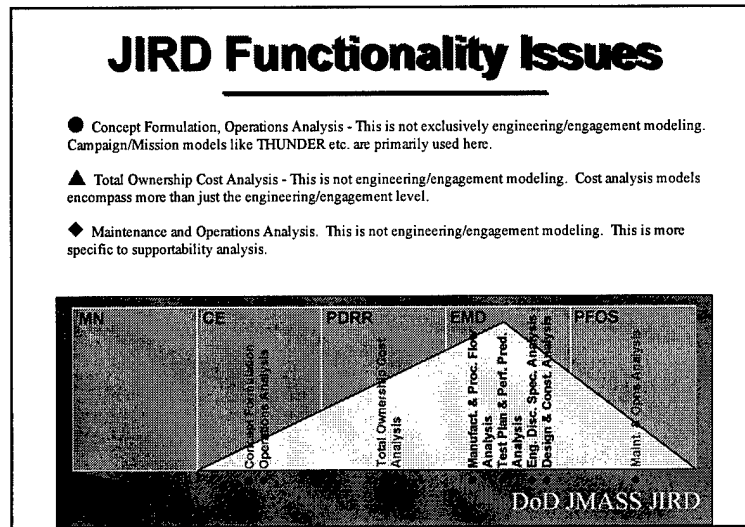 JIRD Functionality Issues
● Concept Formulation, Operations Analysis - This is not exclusively engineering/engagement modeling.
Campaign/Mission models like THUNDER etc. are primarily used here.
▲ Total Ownership Cost Analysis - This is not engineering/engagement modeling. Cost analysis models
encompass more than just the engineering/engagement level.
◆ Maintenance and Operations Analysis. This is not engineering/engagement modeling. This is more
specific to supportability analysis.
MN
CE
PDRR
EMD
PFOS
Concept Formulation
Operations Analysis
Total Ownership Cost
Analysis
Manufact. & Proc. Flow
Analysis
Test Plan & Perf. Pred.
Analysis
Eng. Disc. Spec. Analysis
Design & Const. Analysis
Maint. & Opns Analysis
DoD JMASS JIRD